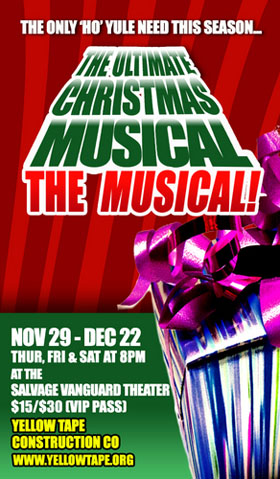 THE ONLY 'HO' YULE NEED THIS SEASON...
THE ULTIMATE
CHRISTMAS
MUSICAL
THE MUSICAL!
NOV 29 - DEC 22
THUR, FRI & SAT AT 8PM
AT THE
SALVAGE VANGUARD THEATER
$15/$30 (VIP PASS)
YELLOW TAPE
CONSTRUCTION CO
WWW.YELLOWTAPE.ORG